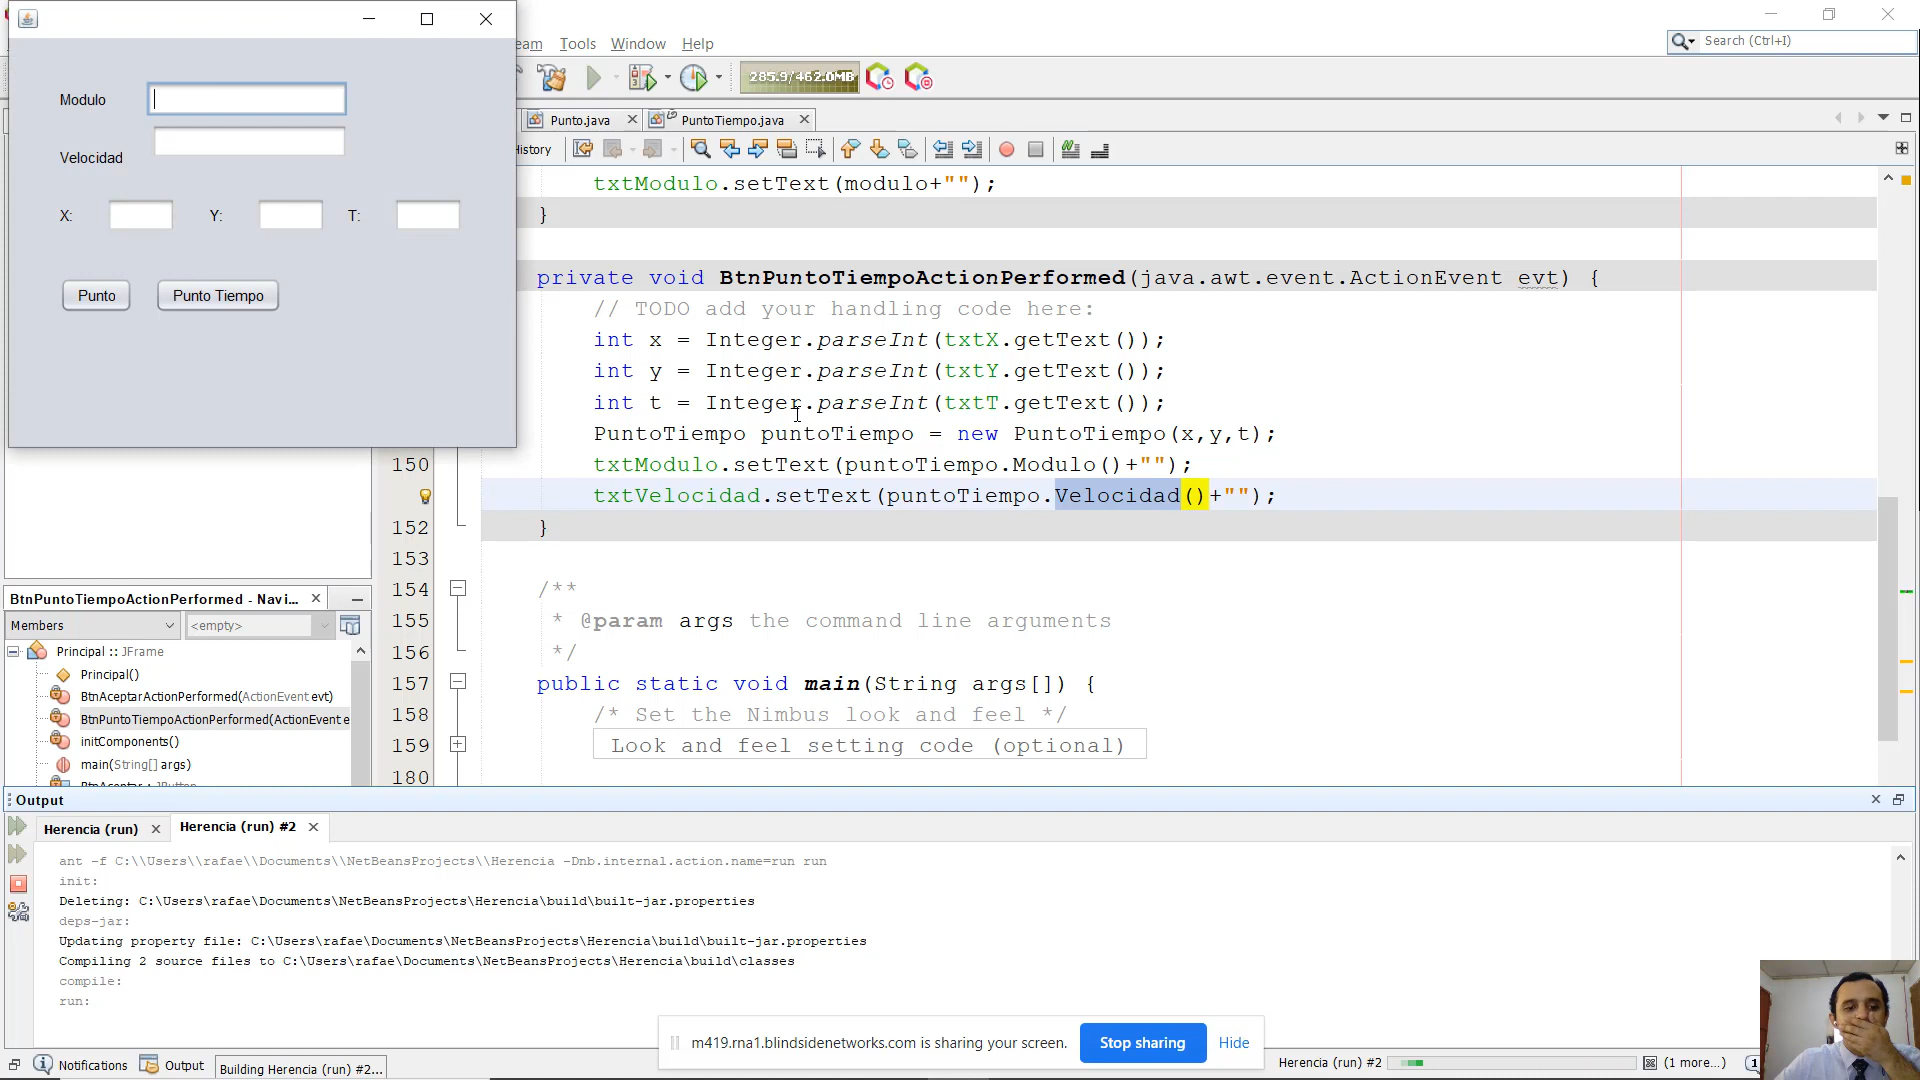 eam Tools Window Help
Search (Ctrl+I)
285.9/462.0MB
Punto.java
PuntoTiempo.java
istory
Modulo
Velocidad
X:
Y:
T:
Punto
Punto Tiempo
txtModulo.setText(modulo+"");
}
private void BtnPuntoTiempoActionPerformed(java.awt.event.ActionEvent evt) {
// TODO add your handling code here:
int x = Integer.parseInt(txtX.getText());
int y = Integer.parseInt(txtY.getText());
int t = Integer.parseInt(txtT.getText());
PuntoTiempo puntoTiempo = new PuntoTiempo(x,y,t);
150 txtModulo.setText(puntoTiempo.Modulo()+"");
txtVelocidad.setText(puntoTiempo.Velocidad()+"");
152 }
153
154 /**
155 * @param args the command line arguments
156 */
157 public static void main(String args[]) {
158 /* Set the Nimbus look and feel */
159 Look and feel setting code (optional)
180
BtnPuntoTiempoActionPerformed - Navi...
Members
<empty>
Principal :: JFrame
Principal()
BtnAceptarActionPerformed(ActionEvent evt)
BtnPuntoTiempoActionPerformed(ActionEvent e
initComponents()
main(String[] args)
BtnAceptar : JButton
Output
Herencia (run)
Herencia (run) #2
ant -f C:\\Users\\rafae\\Documents\\NetBeansProjects\\Herencia -Dnb.internal.action.name=run run
init:
Deleting: C:\Users\rafae\Documents\NetBeansProjects\Herencia\build\built-jar.properties
deps-jar:
Updating property file: C:\Users\rafae\Documents\NetBeansProjects\Herencia\build\built-jar.properties
Compiling 2 source files to C:\Users\rafae\Documents\NetBeansProjects\Herencia\build\classes
compile:
run:
m419.rna1.blindsidenetworks.com is sharing your screen.
Stop sharing
Hide
Notifications
Output
Building Herencia (run) #2...
Herencia (run) #2
(1 more...)
1